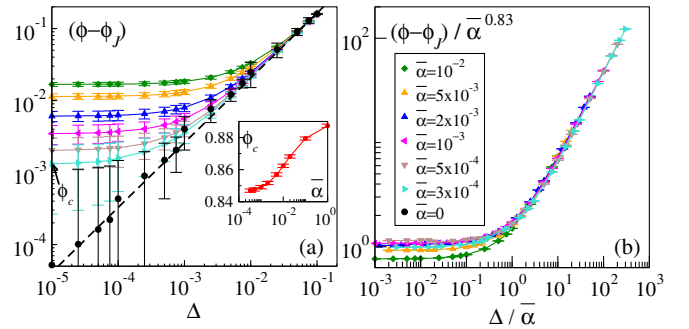 (ϕ−ϕ_J)
10^-1
10^-2
10^-3
10^-4
ϕ_c
10^-5 10^-4 10^-3 10^-2 10^-1
Δ
(a)
ϕ_c
0.88
0.86
0.84
10^-4 10^-2 10^0
α̅
(ϕ−ϕ_J) / α̅^0.83
10^2
10^0
α̅=10^-2
α̅=5x10^-3
α̅=2x10^-3
α̅=10^-3
α̅=5x10^-4
α̅=3x10^-4
α̅=0
(b)
10^-3 10^-2 10^-1 10^0 10^1 10^2 10^3
Δ / α̅